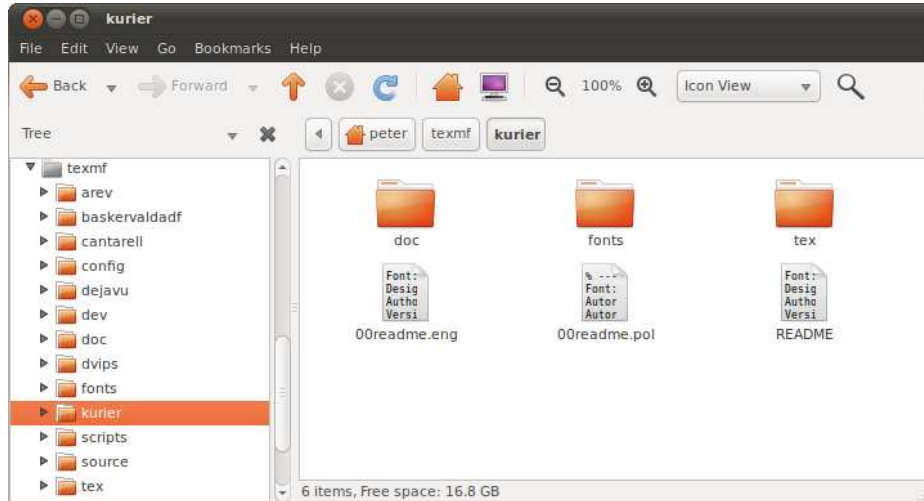 kurier
File Edit View Go Bookmarks Help
Back Forward 100% Icon View
Tree peter texmf kurier
texmf
arev
baskervaldadf
cantarell
config
dejavu
dev
doc
dvips
fonts
kurier
scripts
source
tex
doc fonts tex
Font: % --- Font:
Desig Font: Desig
Autho Autor Autho
Versi Autor Versi
00readme.eng 00readme.pol README
6 items, Free space: 16.8 GB